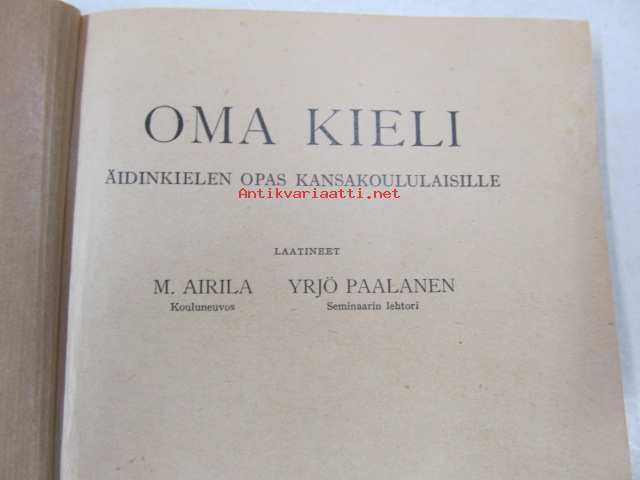 OMA KIELI
ÄIDINKIELEN OPAS KANSAKOULULAISILLE
Antikvariaatti.net
LAATINEET
M. AIRILA YRJÖ PAALANEN
Kouluneuvos Seminaarin lehtori